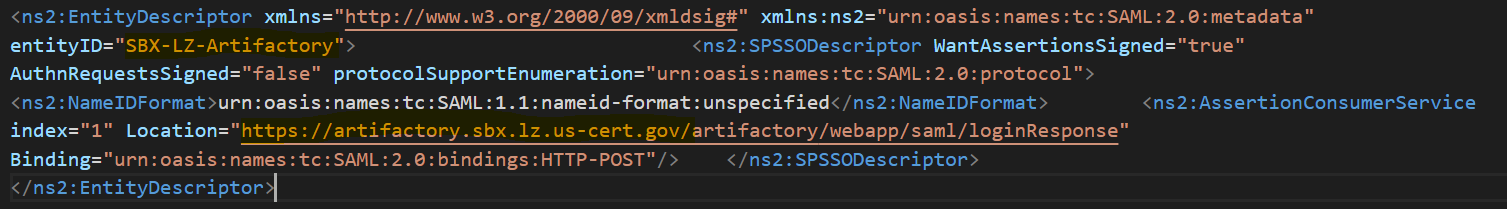 <ns2:EntityDescriptor xmlns="http://www.w3.org/2000/09/xmldsig#" xmlns:ns2="urn:oasis:names:tc:SAML:2.0:metadata"
entityID="SBX-LZ-Artifactory">                              <ns2:SPSSODescriptor WantAssertionsSigned="true"
AuthnRequestsSigned="false" protocolSupportEnumeration="urn:oasis:names:tc:SAML:2.0:protocol">
<ns2:NameIDFormat>urn:oasis:names:tc:SAML:1.1:nameid-format:unspecified</ns2:NameIDFormat>        <ns2:AssertionConsumerService
index="1" Location="https://artifactory.sbx.lz.us-cert.gov/artifactory/webapp/saml/loginResponse"
Binding="urn:oasis:names:tc:SAML:2.0:bindings:HTTP-POST"/>    </ns2:SPSSODescriptor>
</ns2:EntityDescriptor>